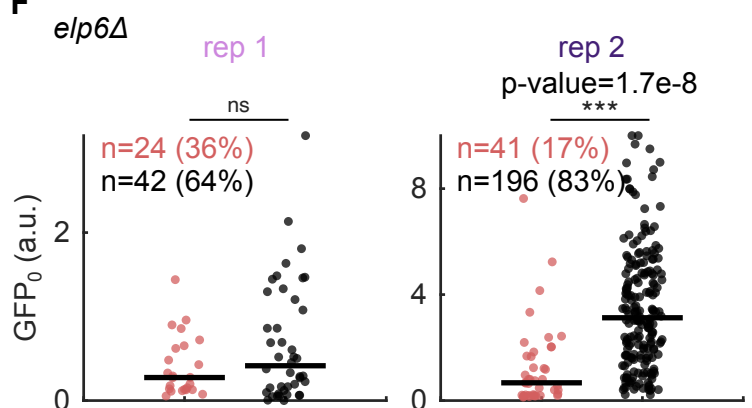 F
elp6Δ
rep 1
ns
n=24 (36%)
n=42 (64%)
GFP0 (a.u.)
2
0
rep 2
p-value=1.7e-8
***
n=41 (17%)
n=196 (83%)
8
4
0